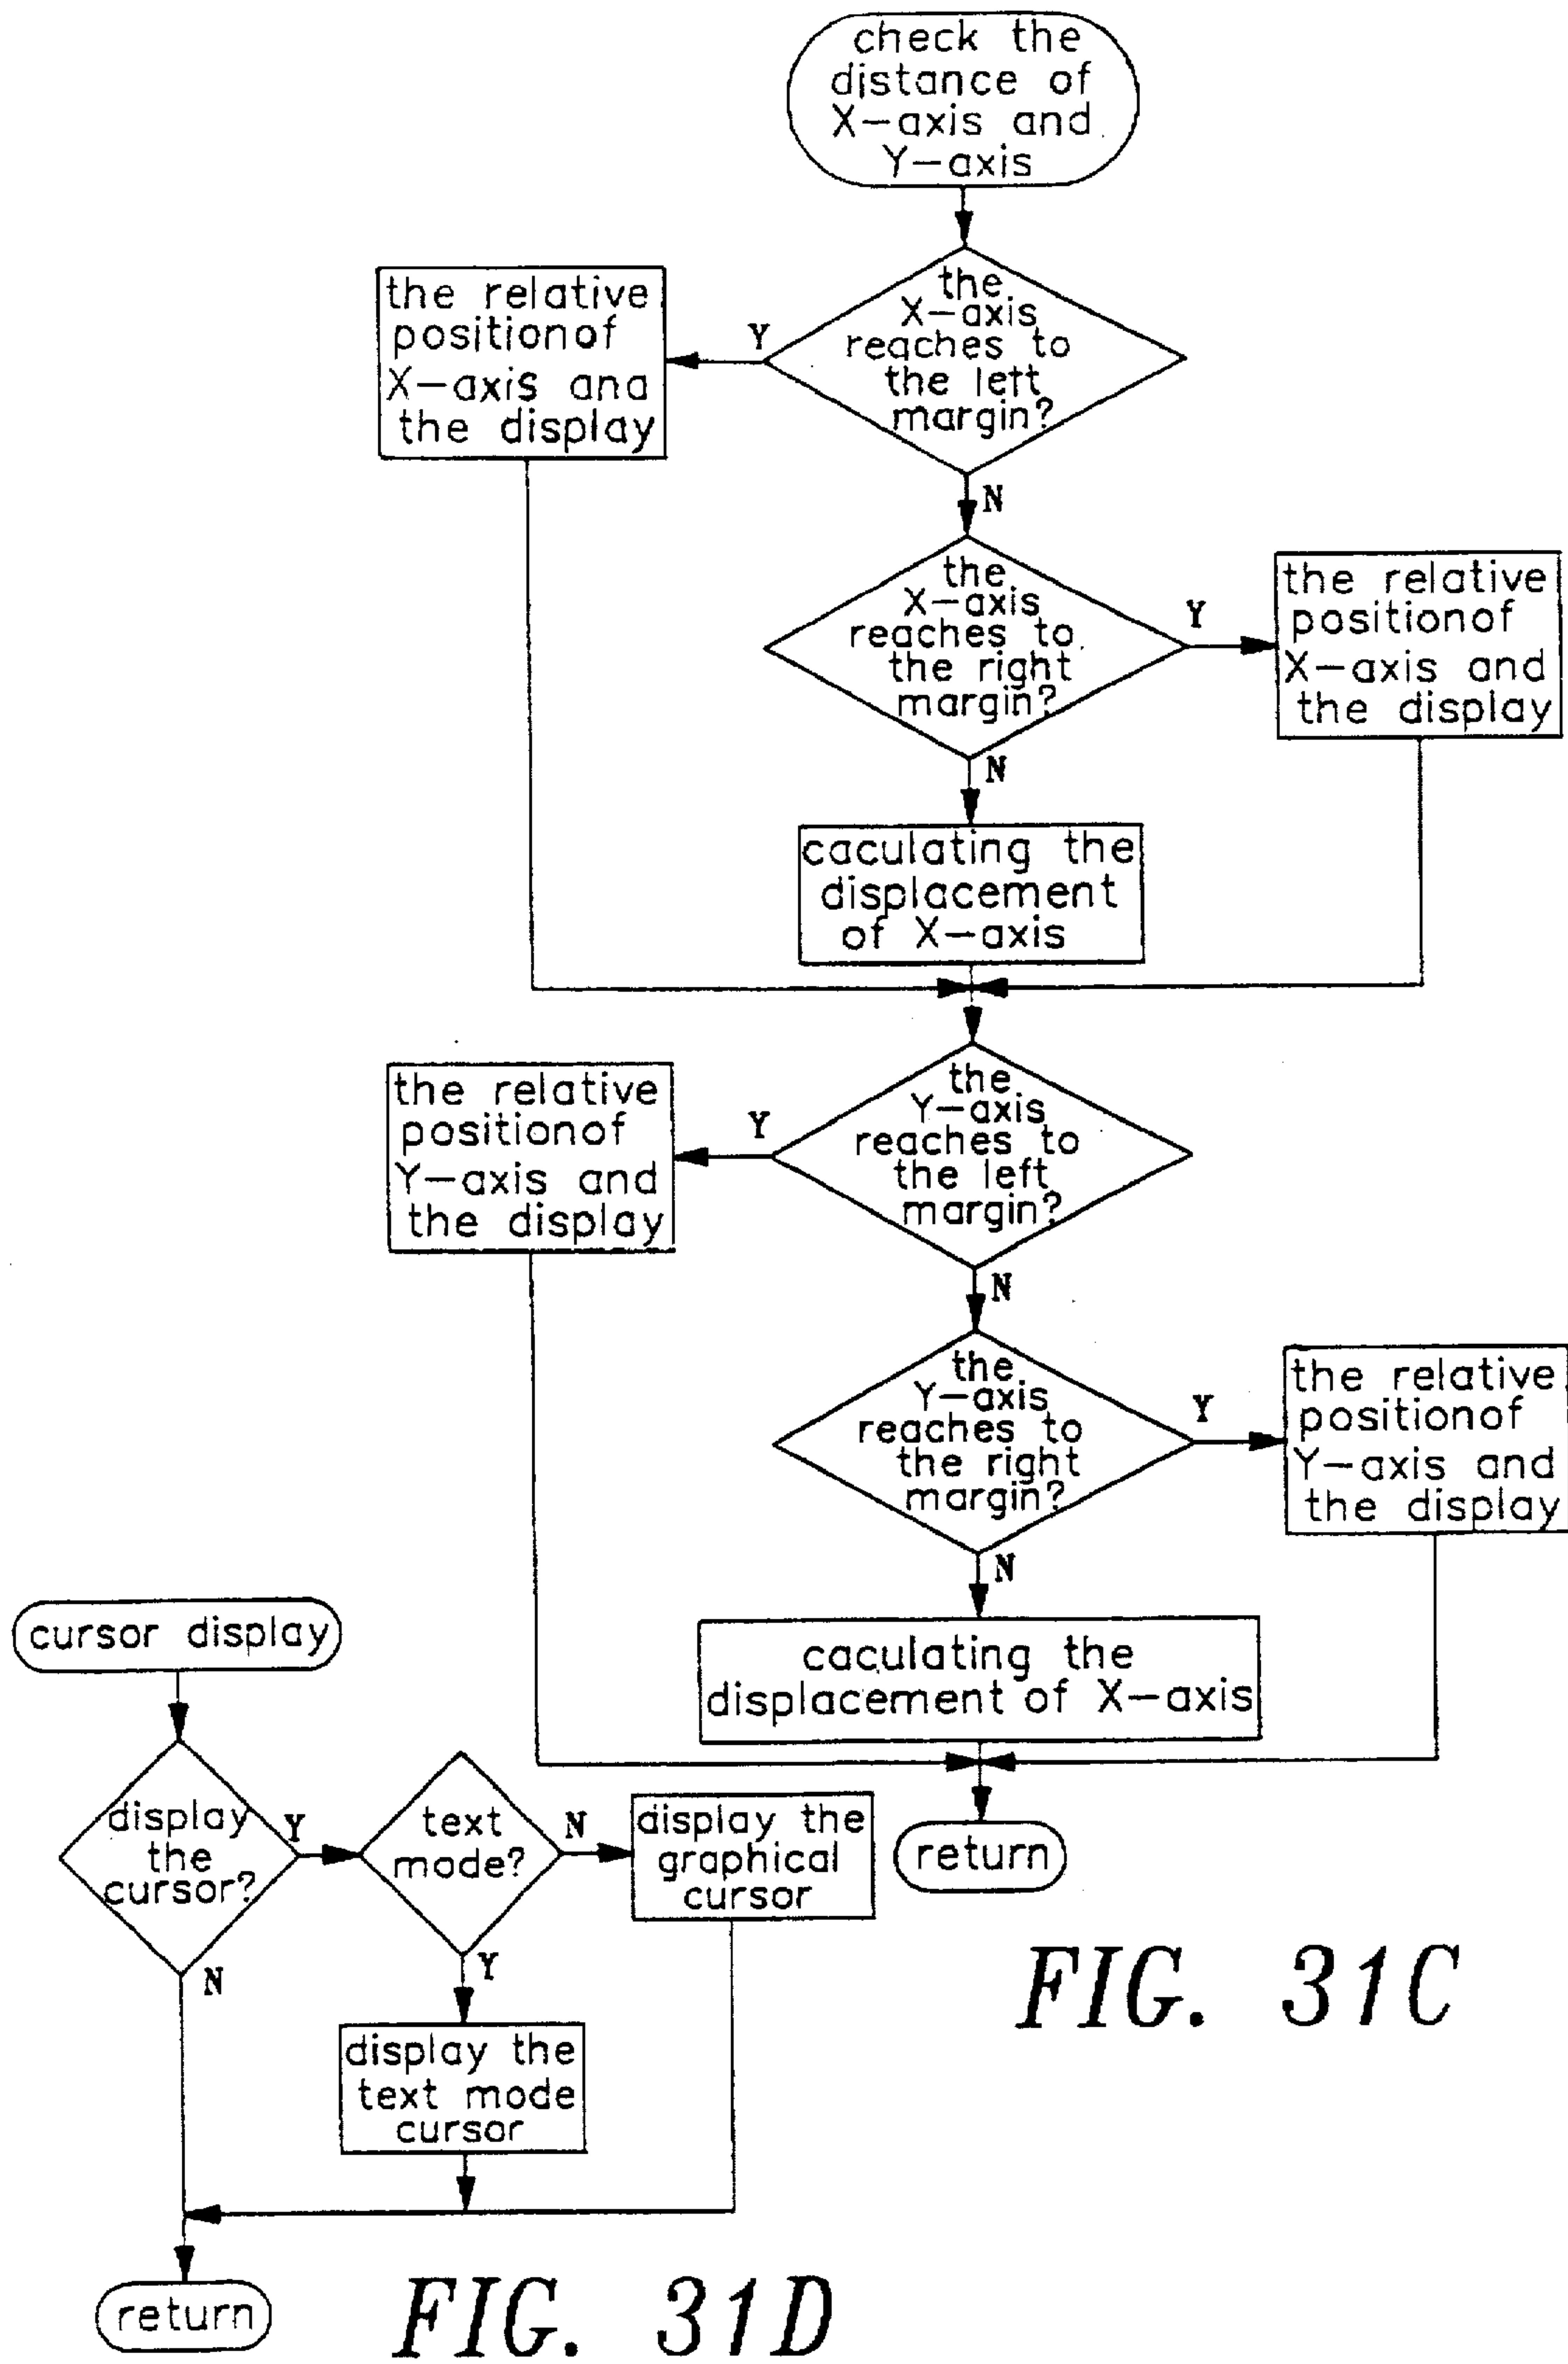 check the
distance of
X-axis and
Y-axis
the
X-axis
reaches to
the left
margin?
Y
the relative
positionof
X-axis and
the display
N
the
X-axis
reaches to
the right
margin?
Y
the relative
positionof
X-axis and
the display
N
caculating the
displacement
of X-axis
the
Y-axis
reaches to
the left
margin?
Y
the relative
positionof
Y-axis and
the display
N
the
Y-axis
reaches to
the right
margin?
Y
the relative
positionof
Y-axis and
the display
N
caculating the
displacement of X-axis
return
FIG. 31C
cursor display
display
the
cursor?
Y
text
mode?
N
display the
graphical
cursor
Y
display the
text mode
cursor
N
return
FIG. 31D